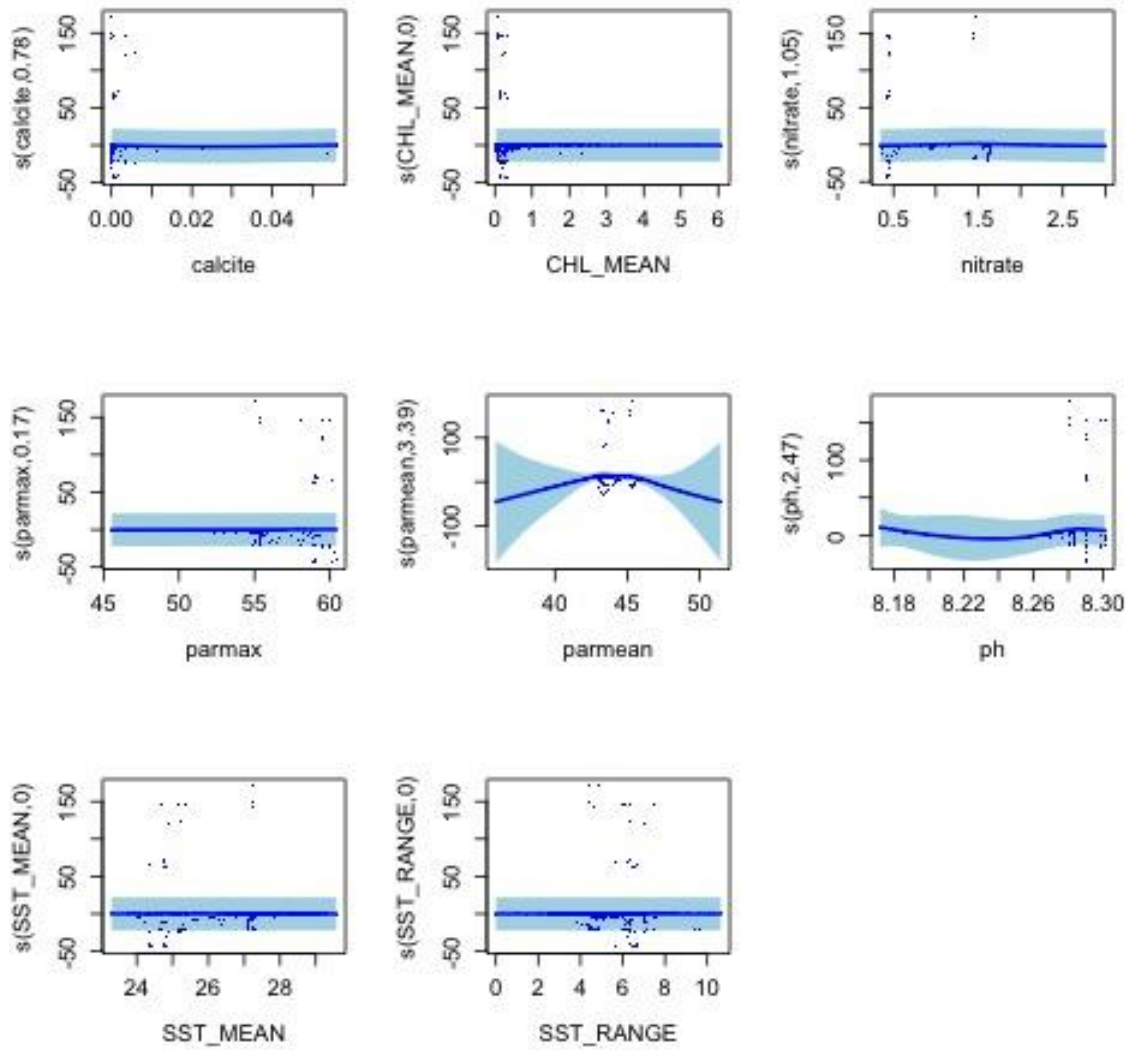 s(calcite,0.78)
150
50
-50
0.00
0.02
0.04
calcite
s(CHL_MEAN,0)
150
50
-50
0 1 2 3 4 5 6
CHL_MEAN
s(nitrate,1.05)
150
50
-50
0.5 1.5 2.5
nitrate
s(parmax,0.17)
150
50
-50
45 50 55 60
parmax
s(parmean,3.39)
100
-100
40 45 50
parmean
s(ph,2.47)
100
0
8.18 8.22 8.26 8.30
ph
s(SST_MEAN,0)
150
50
-50
24 26 28
SST_MEAN
s(SST_RANGE,0)
150
50
-50
0 2 4 6 8 10
SST_RANGE